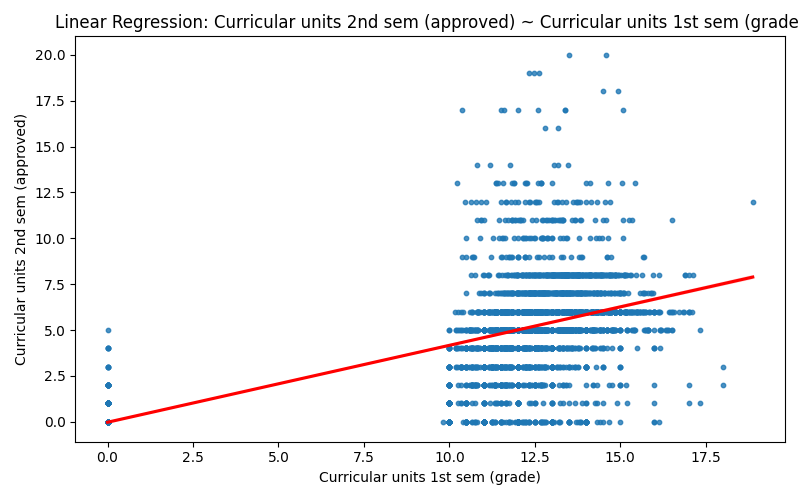 Linear Regression: Curricular units 2nd sem (approved) ~ Curricular units 1st sem (grade
20.0
17.5
15.0
12.5
10.0
7.5
5.0
2.5
0.0
Curricular units 2nd sem (approved)
0.0 2.5 5.0 7.5 10.0 12.5 15.0 17.5
Curricular units 1st sem (grade)